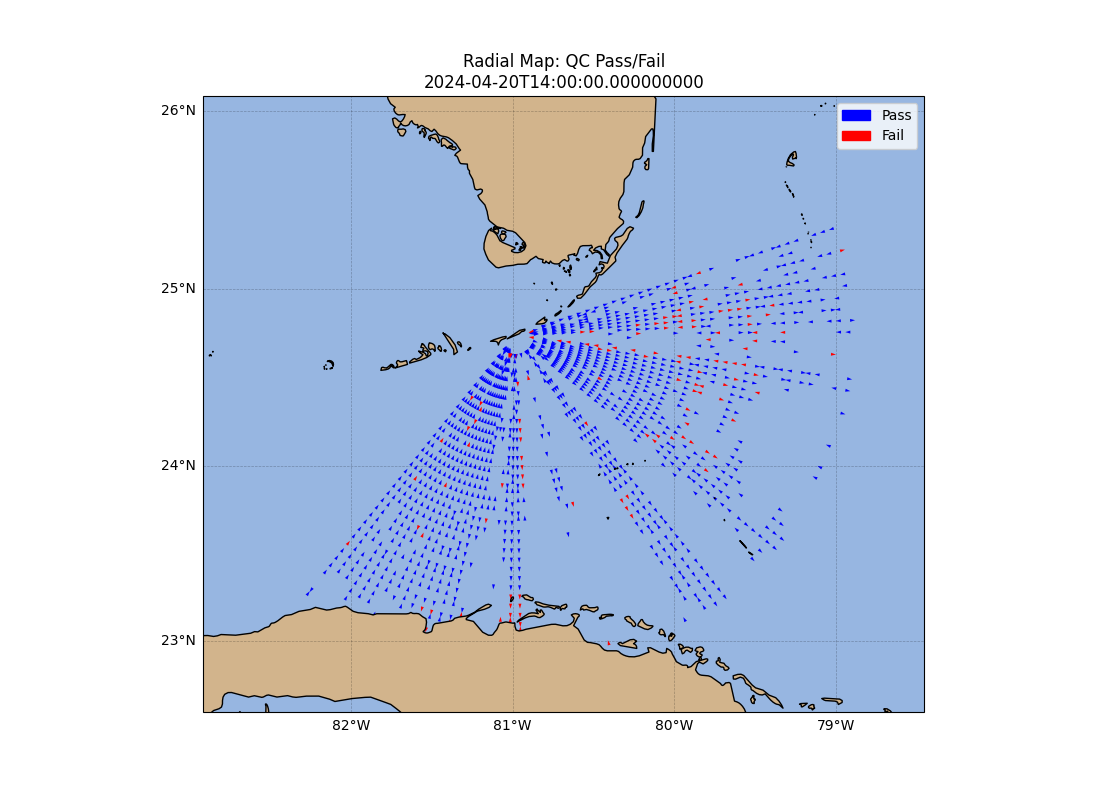 Radial Map: QC Pass/Fail
2024-04-20T14:00:00.000000000
Pass
Fail
26°N
25°N
24°N
23°N
82°W
81°W
80°W
79°W